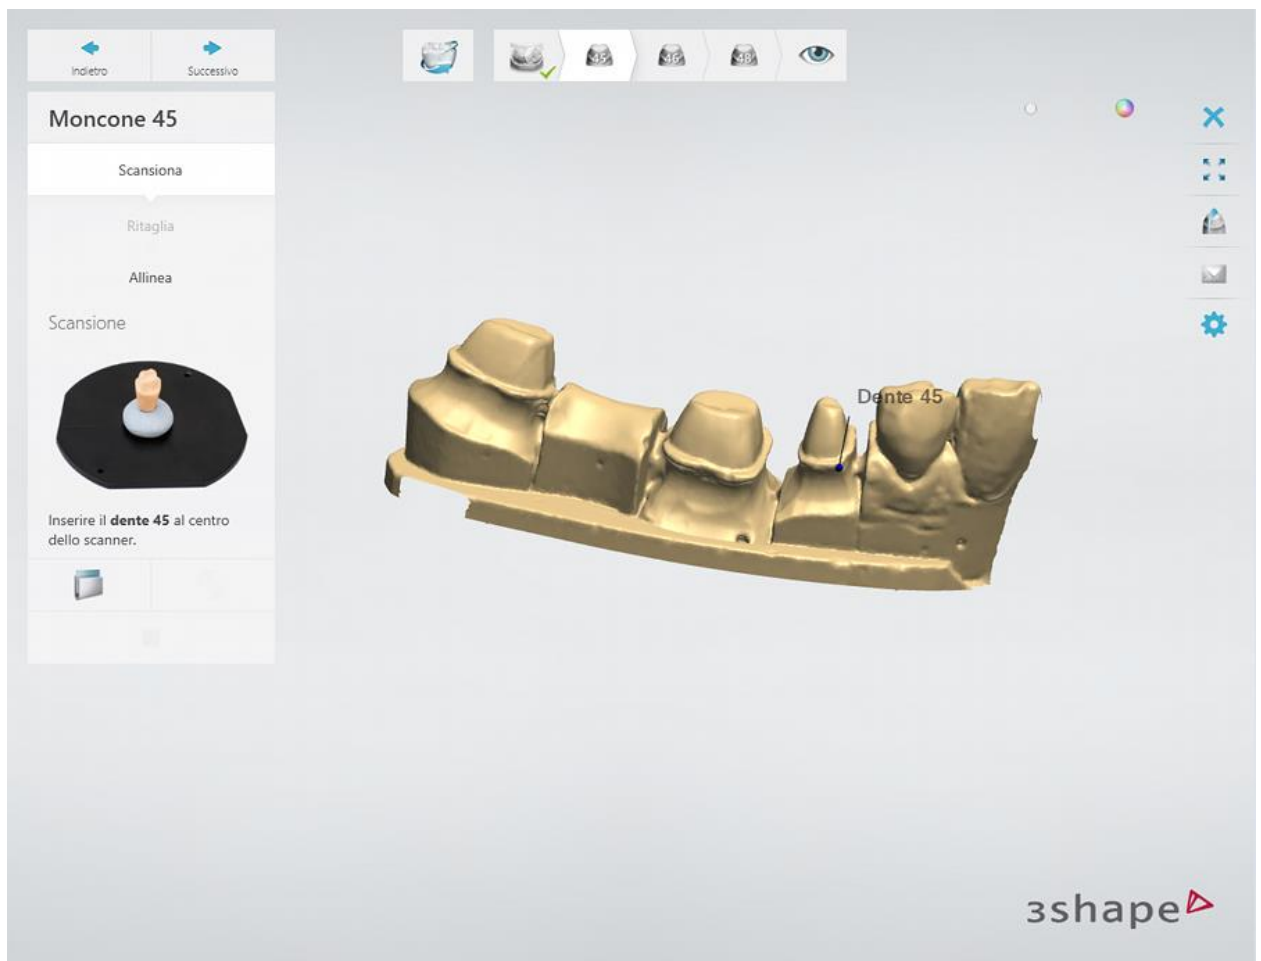 Indietro
Successivo
45
46
48
Moncone 45
Scansiona
Ritaglia
Allinea
Scansione
Inserire il dente 45 al centro
dello scanner.
Dente 45
3shape